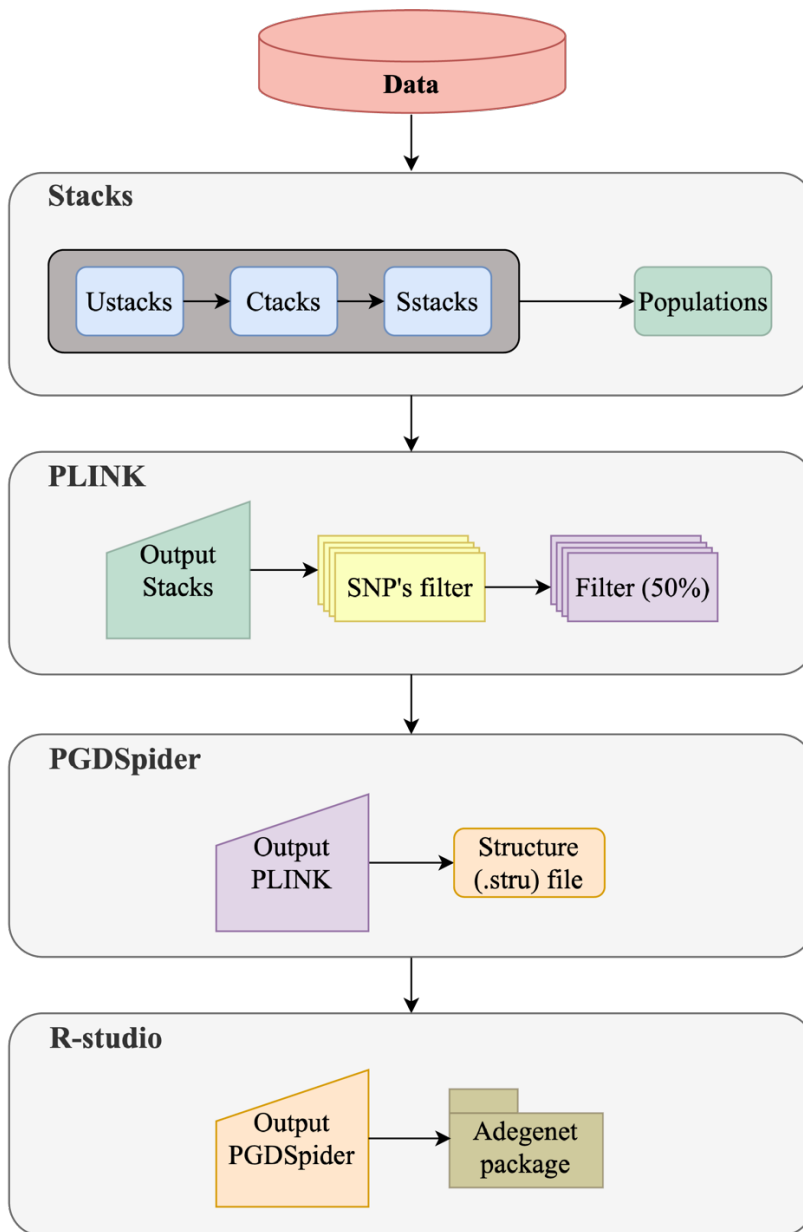 Data
Stacks
Ustacks
Ctacks
Sstacks
Populations
PLINK
Output
Stacks
SNP's filter
Filter (50%)
PGDSpider
Output
PLINK
Structure
(.stru) file
R-studio
Output
PGDSpider
Adegenet
package